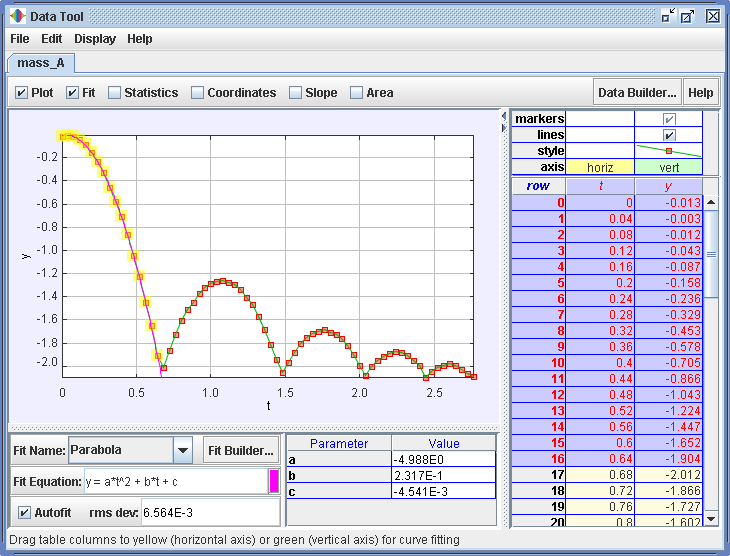 Data Tool
File Edit Display Help
mass_A
Plot Fit Statistics Coordinates Slope Area Data Builder... Help
markers
lines
style
axis horiz vert
row t y
0 0 -0.013
1 0.04 -0.003
2 0.08 -0.012
3 0.12 -0.043
4 0.16 -0.087
5 0.2 -0.158
6 0.24 -0.236
7 0.28 -0.329
8 0.32 -0.453
9 0.36 -0.578
10 0.4 -0.705
11 0.44 -0.866
12 0.48 -1.043
13 0.52 -1.224
14 0.56 -1.447
15 0.6 -1.652
16 0.64 -1.904
17 0.68 -2.012
18 0.72 -1.866
19 0.76 -1.727
20 0.8 -1.602
-0.2
-0.4
-0.6
-0.8
-1.0
-1.2
-1.4
-1.6
-1.8
-2.0
y
0 0.5 1.0 1.5 2.0 2.5
t
Fit Name: Parabola Fit Builder...
Fit Equation: y = a*t^2 + b*t + c
Autofit rms dev: 6.564E-3
Parameter Value
a -4.988E0
b 2.317E-1
c -4.541E-3
Drag table columns to yellow (horizontal axis) or green (vertical axis) for curve fitting